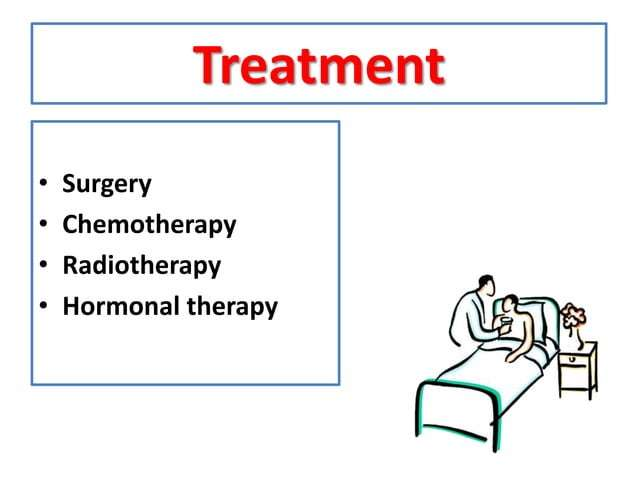 Treatment
• Surgery
• Chemotherapy
• Radiotherapy
• Hormonal therapy